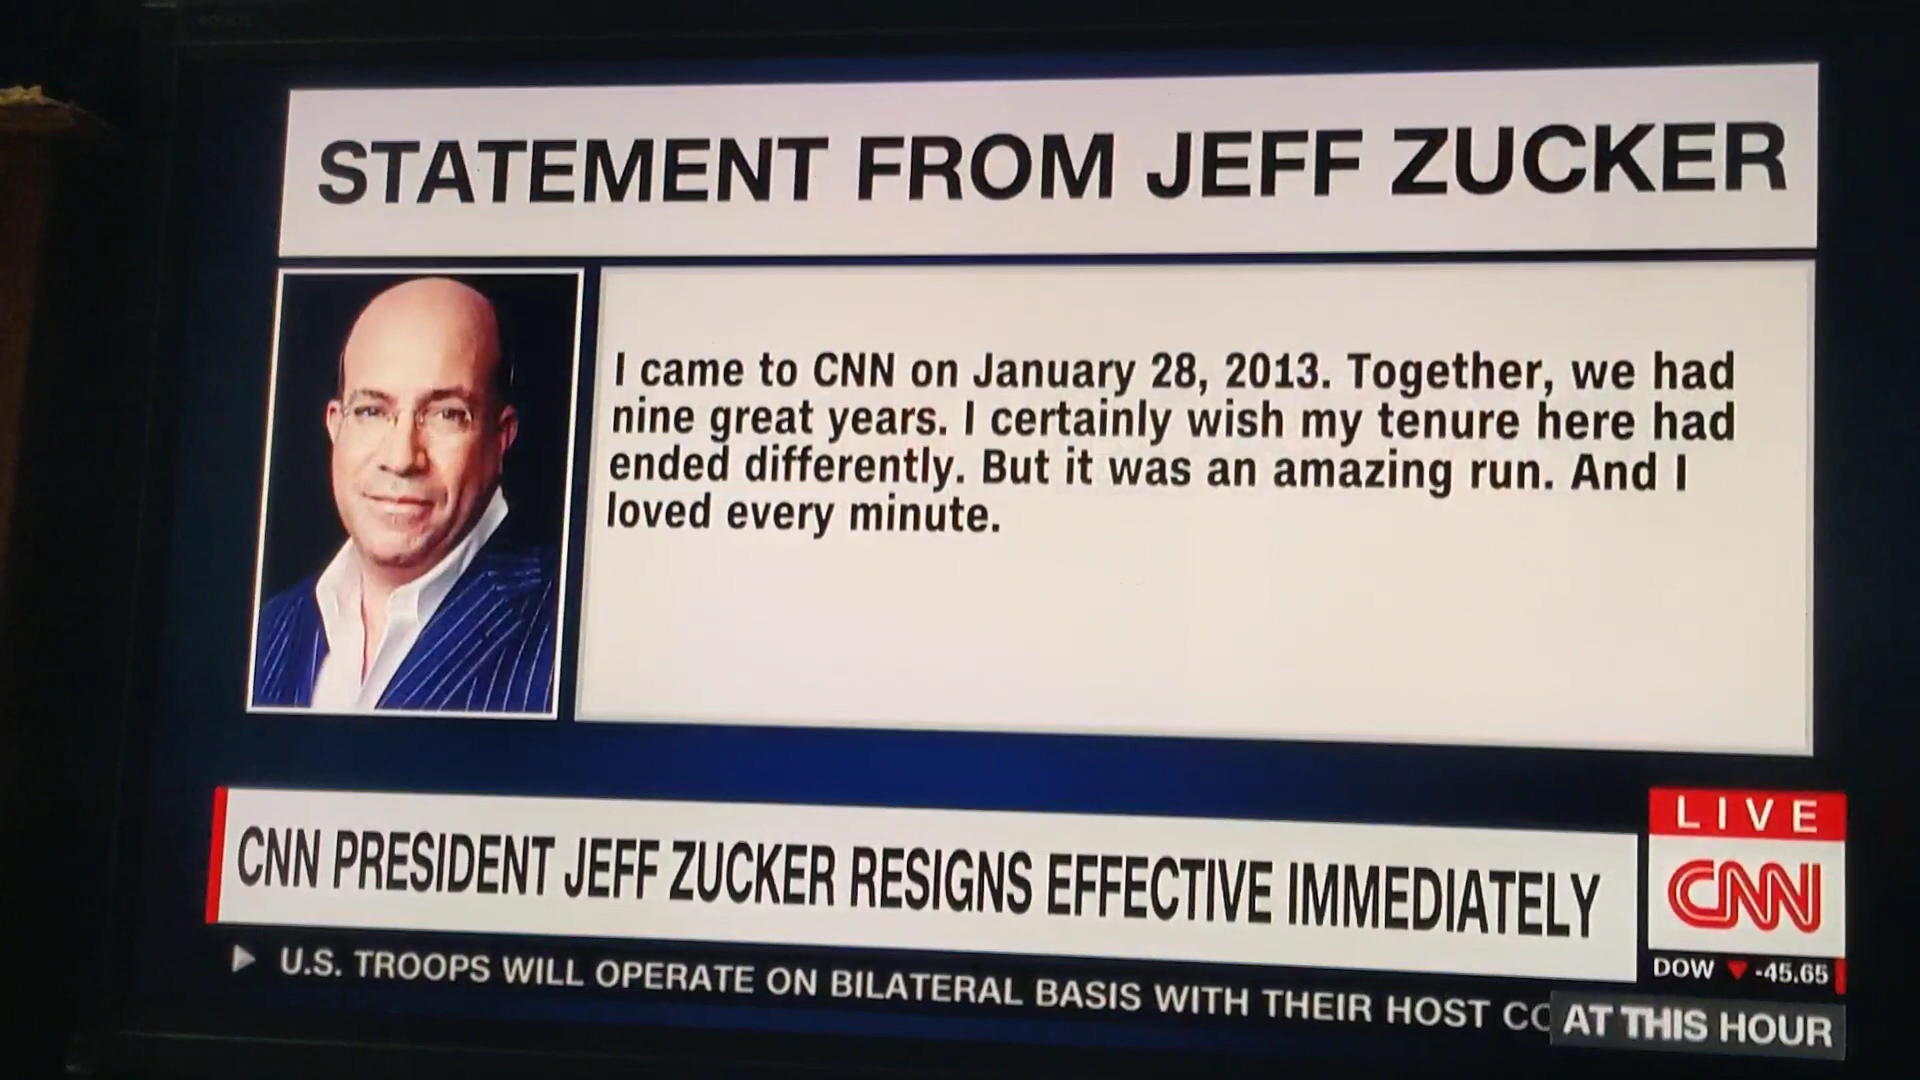 STATEMENT FROM JEFF ZUCKER
I came to CNN on January 28, 2013. Together, we had
nine great years. I certainly wish my tenure here had
ended differently. But it was an amazing run. And I
loved every minute.
LIVE
CNN PRESIDENT JEFF ZUCKER RESIGNS EFFECTIVE IMMEDIATELY
CNN
DOW ▼ -45.65
U.S. TROOPS WILL OPERATE ON BILATERAL BASIS WITH THEIR HOST
AT THIS HOUR